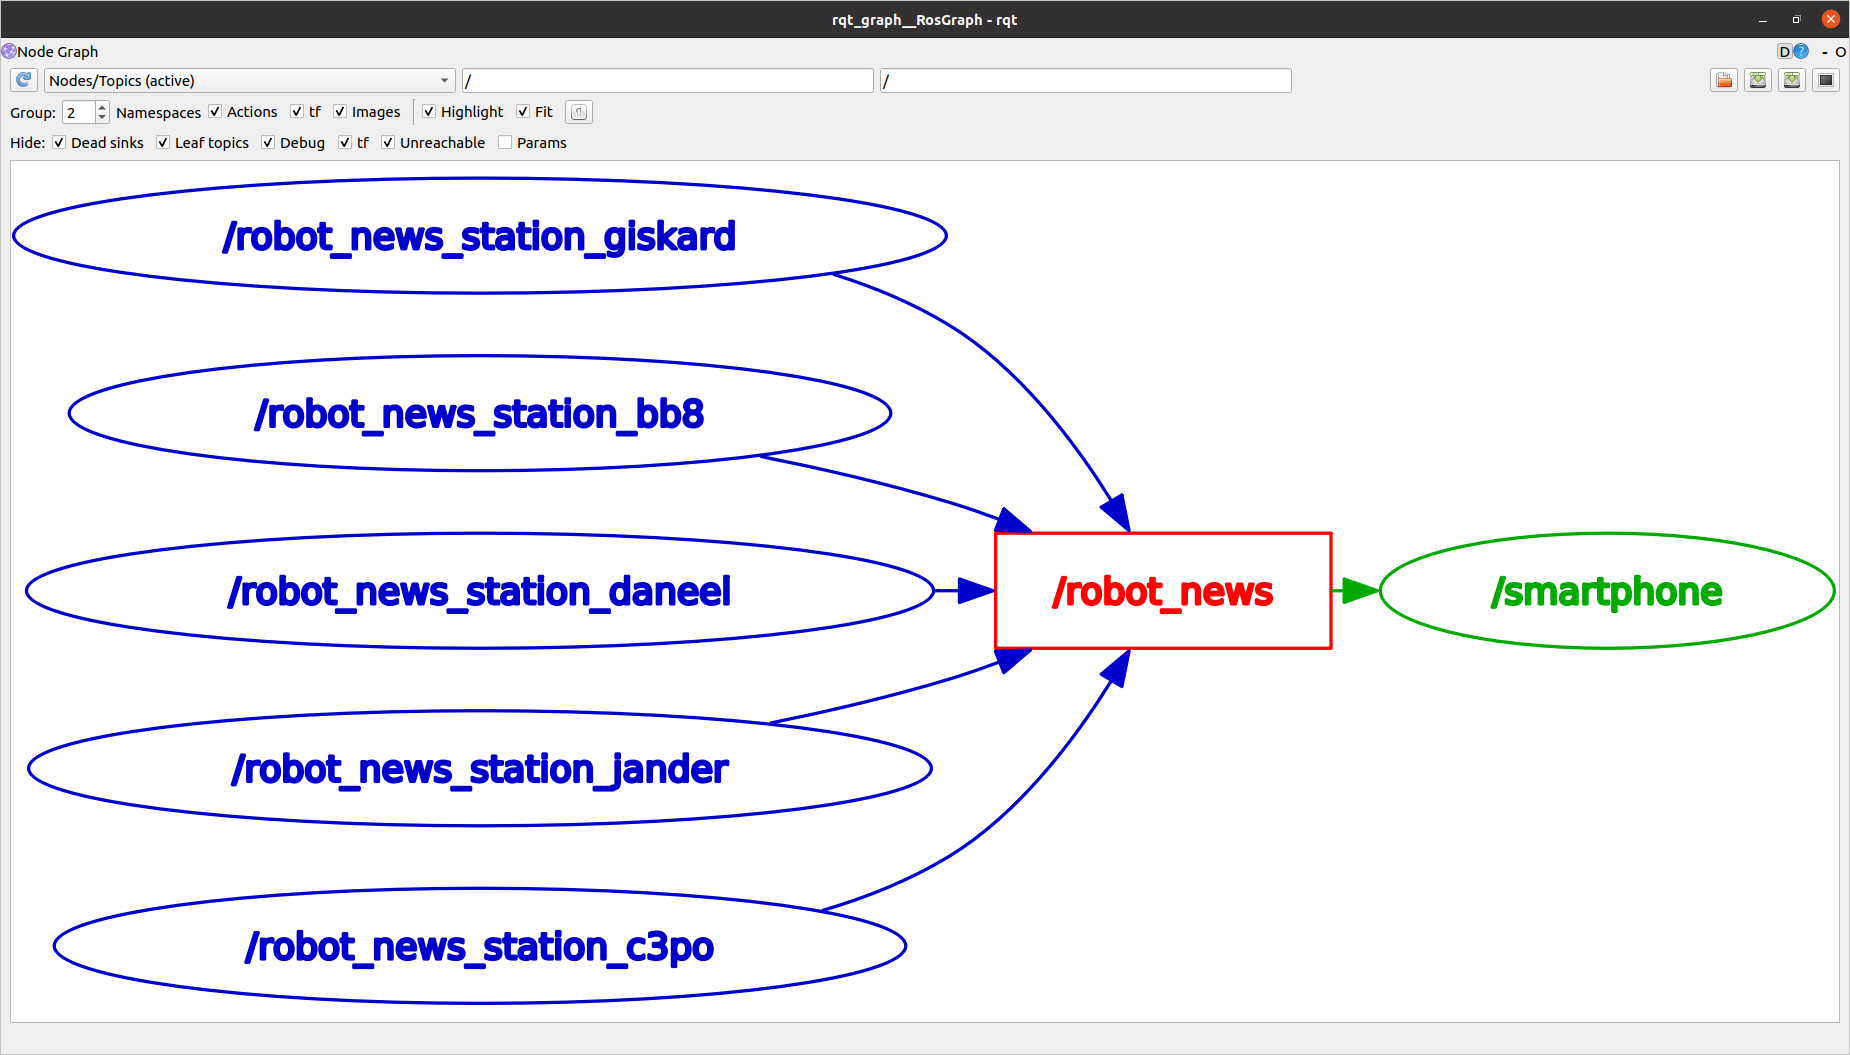 rqt_graph__RosGraph - rqt
Node Graph
D ? - O
Nodes/Topics (active) / /
Group: 2 Namespaces Actions tf Images Highlight Fit
Hide: Dead sinks Leaf topics Debug tf Unreachable Params
/robot_news_station_giskard
/robot_news_station_bb8
/robot_news_station_daneel
/robot_news
/smartphone
/robot_news_station_jander
/robot_news_station_c3po